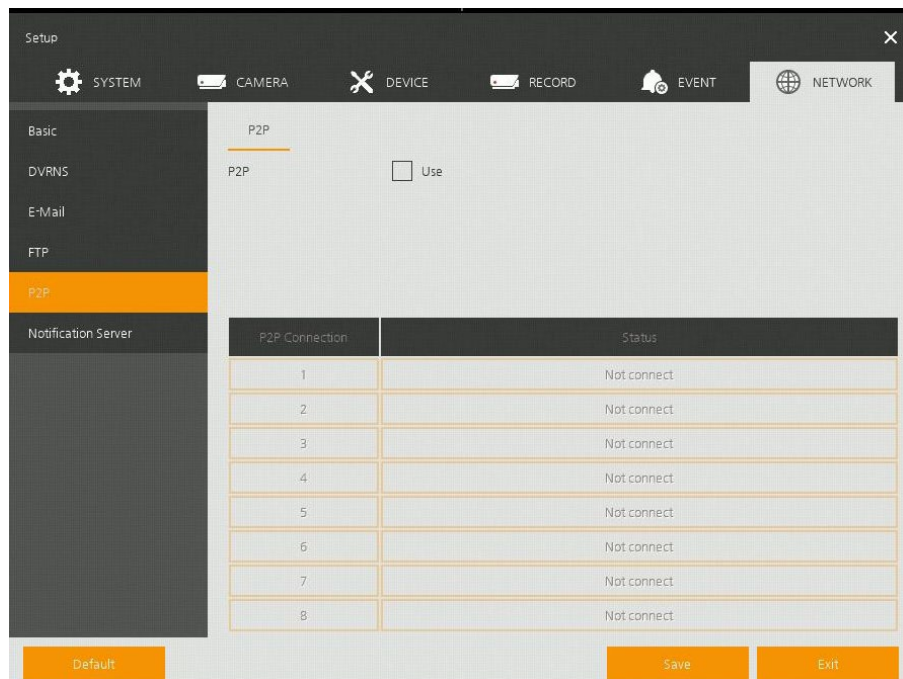 Setup
SYSTEM CAMERA DEVICE RECORD EVENT NETWORK
Basic
DVRNS
E-Mail
FTP
P2P
Notification Server
P2P
P2P Use
P2P Connection Status
1 Not connect
2 Not connect
3 Not connect
4 Not connect
5 Not connect
6 Not connect
7 Not connect
8 Not connect
Default Save Exit